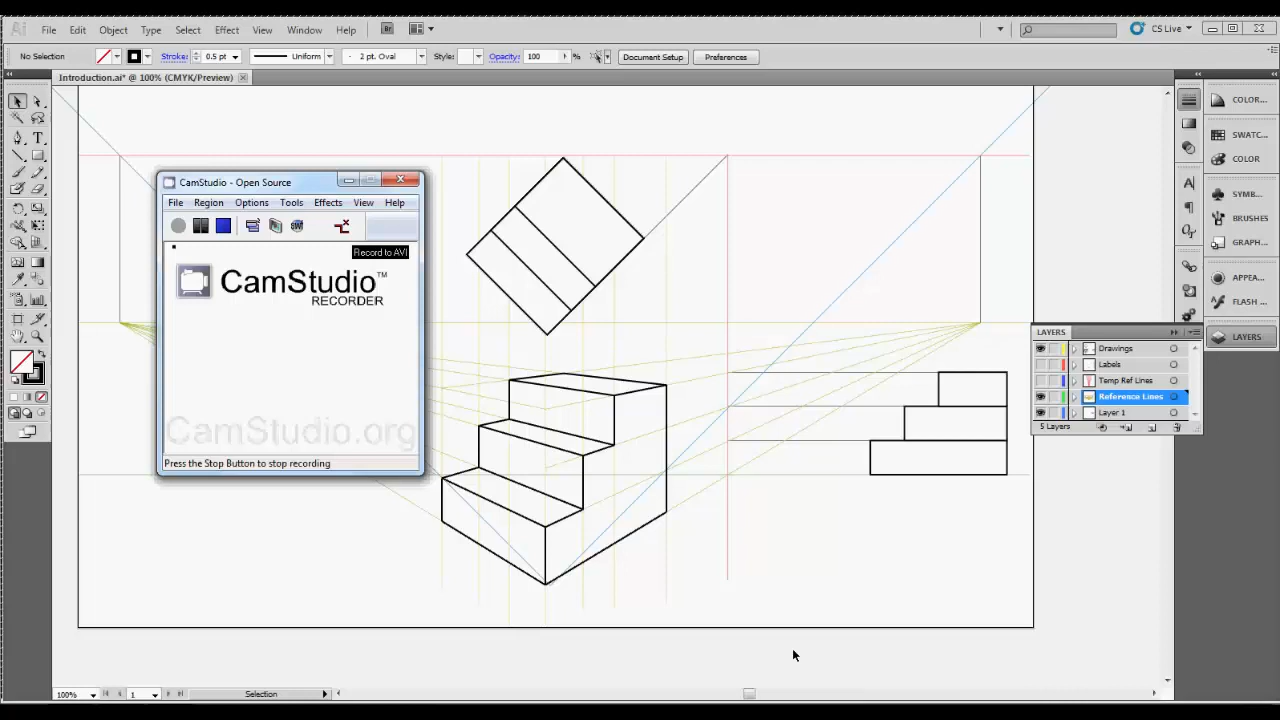 Ai File Edit Object Type Select Effect View Window Help Br CS Live
No Selection Stroke: 0.5 pt Uniform 2 pt. Oval Style: Opacity: 100 % Document Setup Preferences
Introduction.ai* @ 100% (CMYK/Preview)
COLOR...
SWATC...
COLOR
SYMB...
BRUSHES
GRAPH...
APPEA...
FLASH ...
LAYERS
CamStudio - Open Source
File Region Options Tools Effects View Help
Record to AVI
CamStudio™
RECORDER
CamStudio.org
Press the Stop Button to stop recording
LAYERS
Drawings
Labels
Temp Ref Lines
Reference Lines
Layer 1
5 Layers
100% 1 Selection